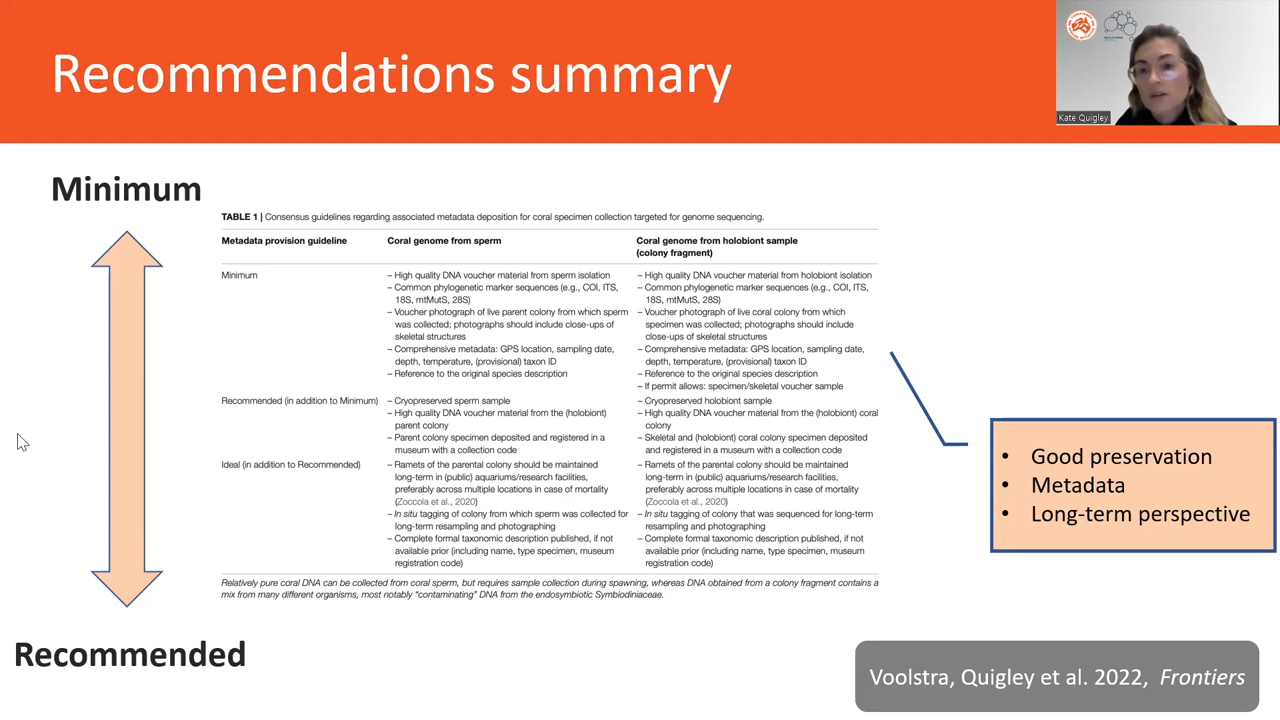 Recommendations summary
Kate Quigley
Minimum
TABLE 1 | Consensus guidelines regarding associated metadata deposition for coral specimen collection targeted for genome sequencing.
Metadata provision guideline
Coral genome from sperm
Coral genome from holobiont sample
(colony fragment)
Minimum
– High quality DNA voucher material from sperm isolation
– Common phylogenetic marker sequences (e.g., COI, ITS,
18S, mtMutS, 28S)
– Voucher photograph of live parent colony from which sperm
was collected; photographs should include close-ups of
skeletal structures
– Comprehensive metadata: GPS location, sampling date,
depth, temperature, (provisional) taxon ID
– Reference to the original species description
– High quality DNA voucher material from holobiont isolation
– Common phylogenetic marker sequences (e.g., COI, ITS,
18S, mtMutS, 28S)
– Voucher photograph of live coral colony from which
specimen was collected; photographs should include
close-ups of skeletal structures
– Comprehensive metadata: GPS location, sampling date,
depth, temperature, (provisional) taxon ID
– Reference to the original species description
– If permit allows: specimen/skeletal voucher sample
Recommended (in addition to Minimum)
– Cryopreserved sperm sample
– High quality DNA voucher material from the (holobiont)
parent colony
– Parent colony specimen deposited and registered in a
museum with a collection code
– Cryopreserved holobiont sample
– High quality DNA voucher material from the (holobiont) coral
colony
– Skeletal and (holobiont) coral colony specimen deposited
and registered in a museum with a collection code
Ideal (in addition to Recommended)
– Ramets of the parental colony should be maintained
long-term in (public) aquariums/research facilities,
preferably across multiple locations in case of mortality
(Zoccola et al., 2020)
– In situ tagging of colony from which sperm was collected for
long-term resampling and photographing
– Complete formal taxonomic description published, if not
available prior (including name, type specimen, museum
registration code)
– Ramets of the parental colony should be maintained
long-term in (public) aquariums/research facilities,
preferably across multiple locations in case of mortality
(Zoccola et al., 2020)
– In situ tagging of colony that was sequenced for long-term
resampling and photographing
– Complete formal taxonomic description published, if not
available prior (including name, type specimen, museum
registration code)
Relatively pure coral DNA can be collected from coral sperm, but requires sample collection during spawning, whereas DNA obtained from a colony fragment contains a
mix from many different organisms, most notably “contaminating” DNA from the endosymbiotic Symbiodiniaceae.
• Good preservation
• Metadata
• Long-term perspective
Recommended
Voolstra, Quigley et al. 2022, Frontiers